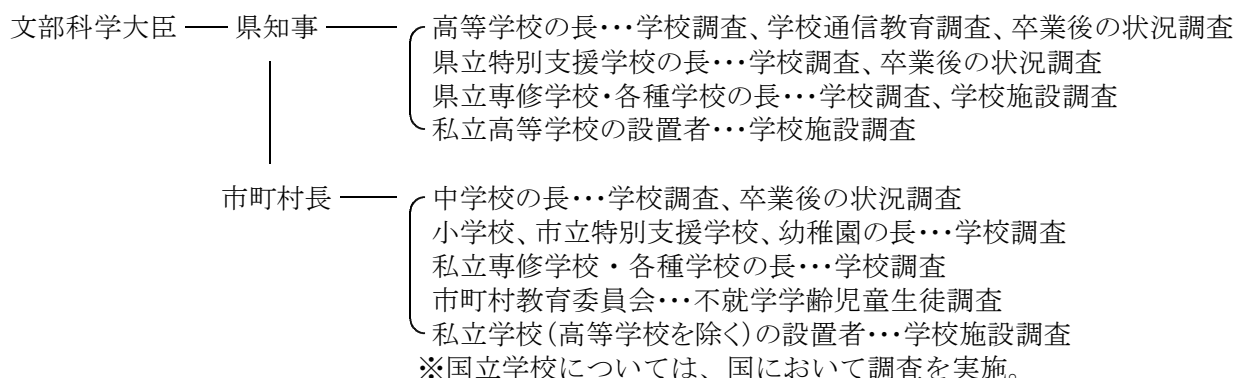 文部科学大臣 県知事 高等学校の長・・・学校調査、学校通信教育調査、卒業後の状況調査
県立特別支援学校の長・・・学校調査、卒業後の状況調査
県立専修学校・各種学校の長・・・学校調査、学校施設調査
私立高等学校の設置者・・・学校施設調査
市町村長 中学校の長・・・学校調査、卒業後の状況調査
小学校、市立特別支援学校、幼稚園の長・・・学校調査
私立専修学校・各種学校の長・・・学校調査
市町村教育委員会・・・不就学学齢児童生徒調査
私立学校(高等学校を除く)の設置者・・・学校施設調査
※国立学校については、国において調査を実施。